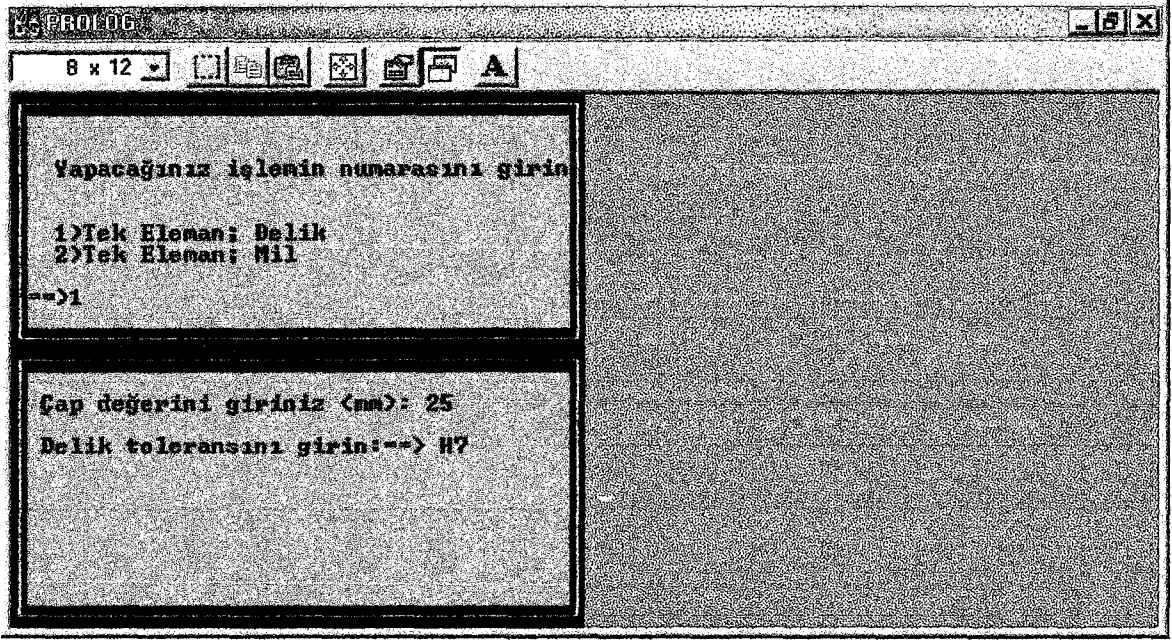 PROLOG
8 x 12
A
Yapacağınız işlemin numarasını girin
1>Tek Eleman; Delik
2>Tek Eleman; Mil
==>1
Çap değerini giriniz <mm>: 25
Delik toleransını girin:==> H7